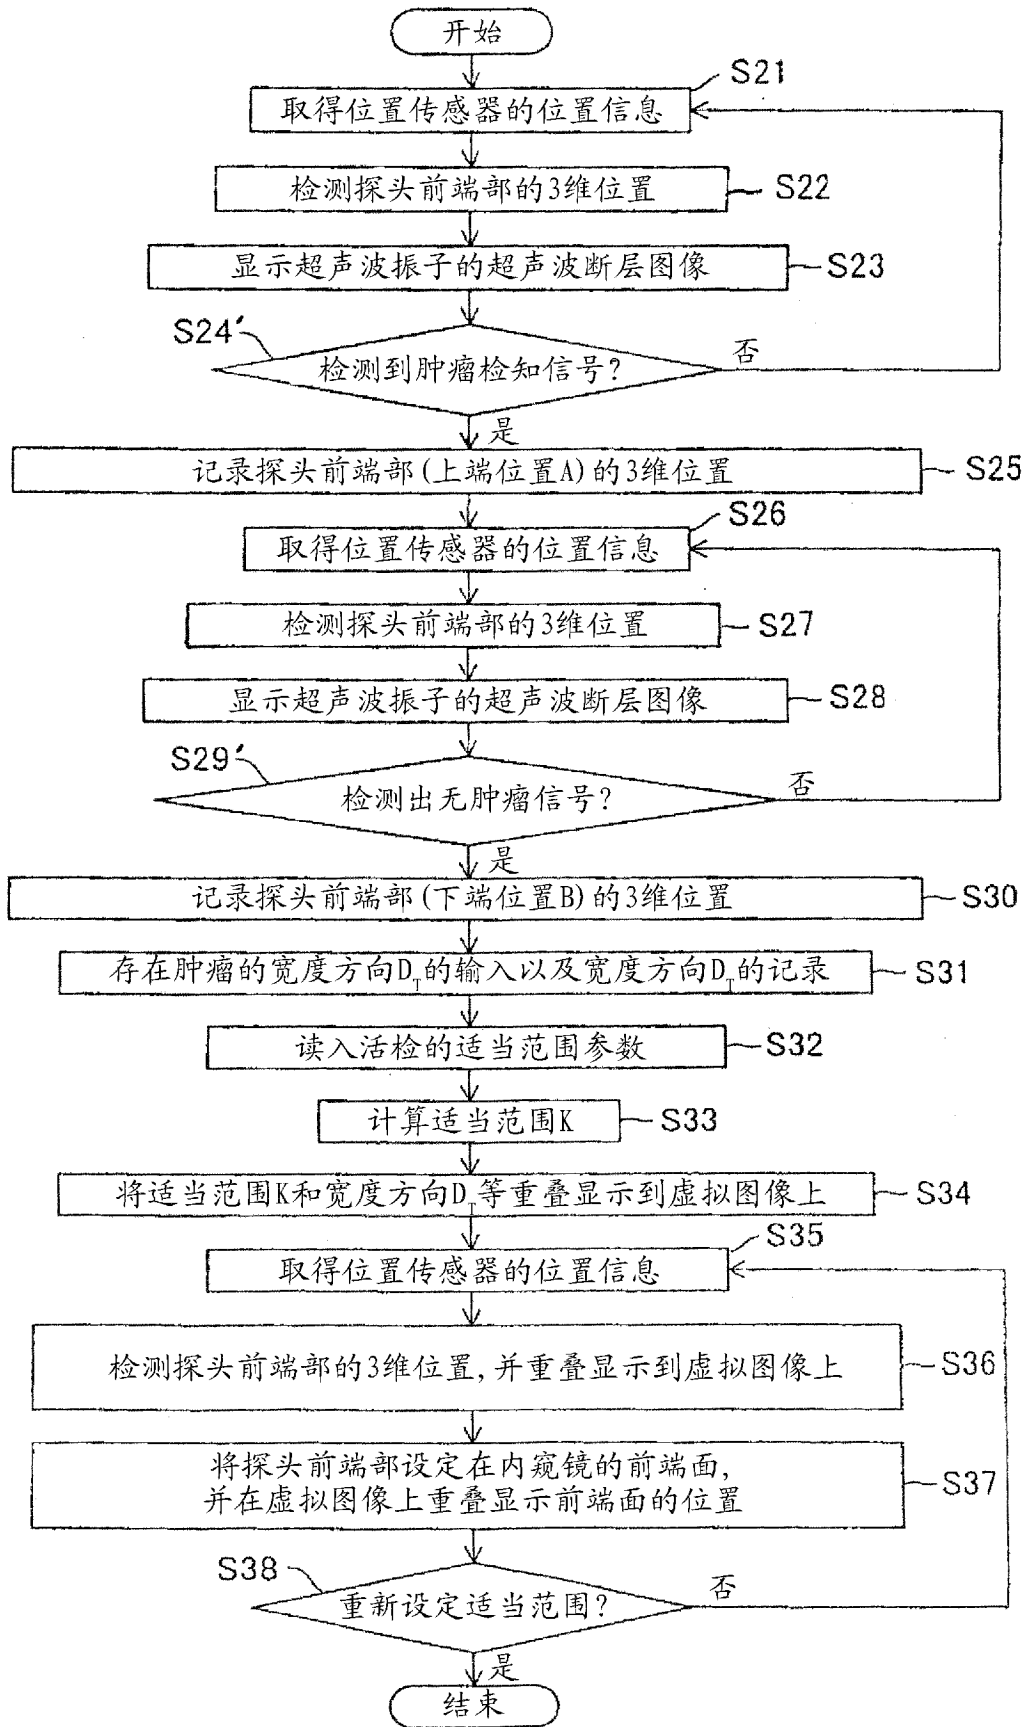 开始
S21
取得位置传感器的位置信息
检测探头前端部的3维位置
S22
显示超声波振子的超声波断层图像
S23
S24′
检测到肿瘤检知信号?
否
是
记录探头前端部(上端位置A)的3维位置
S25
S26
取得位置传感器的位置信息
检测探头前端部的3维位置
S27
显示超声波振子的超声波断层图像
S28
S29′
检测出无肿瘤信号?
否
是
记录探头前端部(下端位置B)的3维位置
S30
存在肿瘤的宽度方向DT的输入以及宽度方向DT的记录
S31
读入活检的适当范围参数
S32
计算适当范围K
S33
将适当范围K和宽度方向DT等重叠显示到虚拟图像上
S34
S35
取得位置传感器的位置信息
检测探头前端部的3维位置,并重叠显示到虚拟图像上
S36
将探头前端部设定在内窥镜的前端面,
并在虚拟图像上重叠显示前端面的位置
S37
S38
重新设定适当范围?
否
是
结束